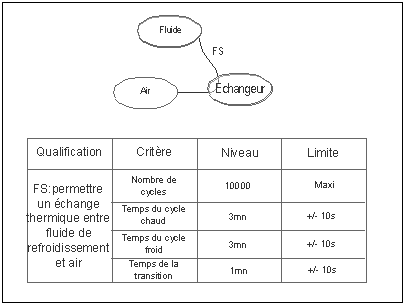 Fluide
FS
Air
Echangeur
Qualification Critère Niveau Limite
FS: permettre
un échange
thermique entre
fluide de
refroidissement
et air
Nombre de
cycles
10000
Maxi
Temps du cycle
chaud
3mn
+/- 10s
Temps du cycle
froid
3mn
+/- 10s
Temps de la
transition
1mn
+/- 10s